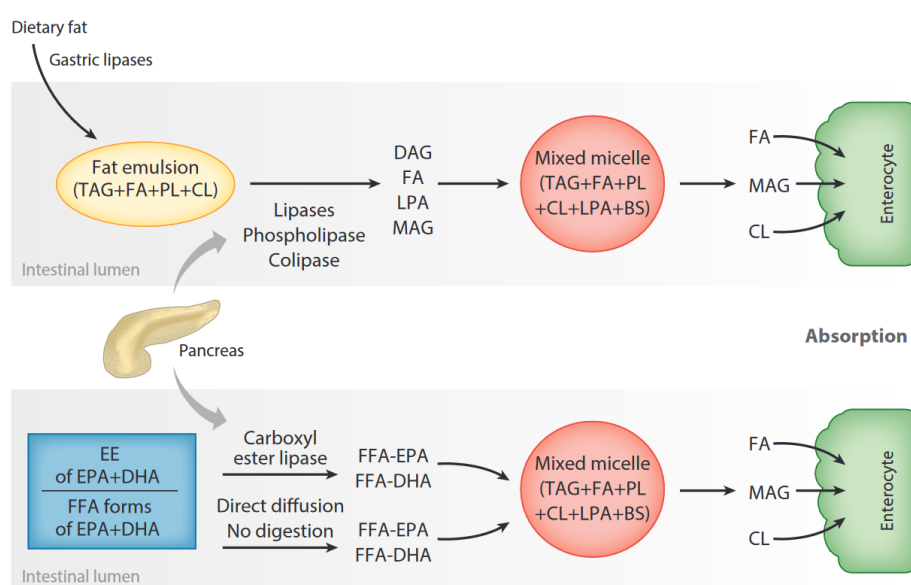 Dietary fat
Gastric lipases
Fat emulsion
(TAG+FA+PL+CL)
Lipases
Phospholipase
Colipase
DAG
FA
LPA
MAG
Mixed micelle
(TAG+FA+PL
+CL+LPA+BS)
FA
MAG
CL
Enterocyte
Intestinal lumen
Pancreas
Absorption
EE
of EPA+DHA
FFA forms
of EPA+DHA
Carboxyl
ester lipase
Direct diffusion
No digestion
FFA-EPA
FFA-DHA
FFA-EPA
FFA-DHA
Mixed micelle
(TAG+FA+PL
+CL+LPA+BS)
FA
MAG
CL
Enterocyte
Intestinal lumen